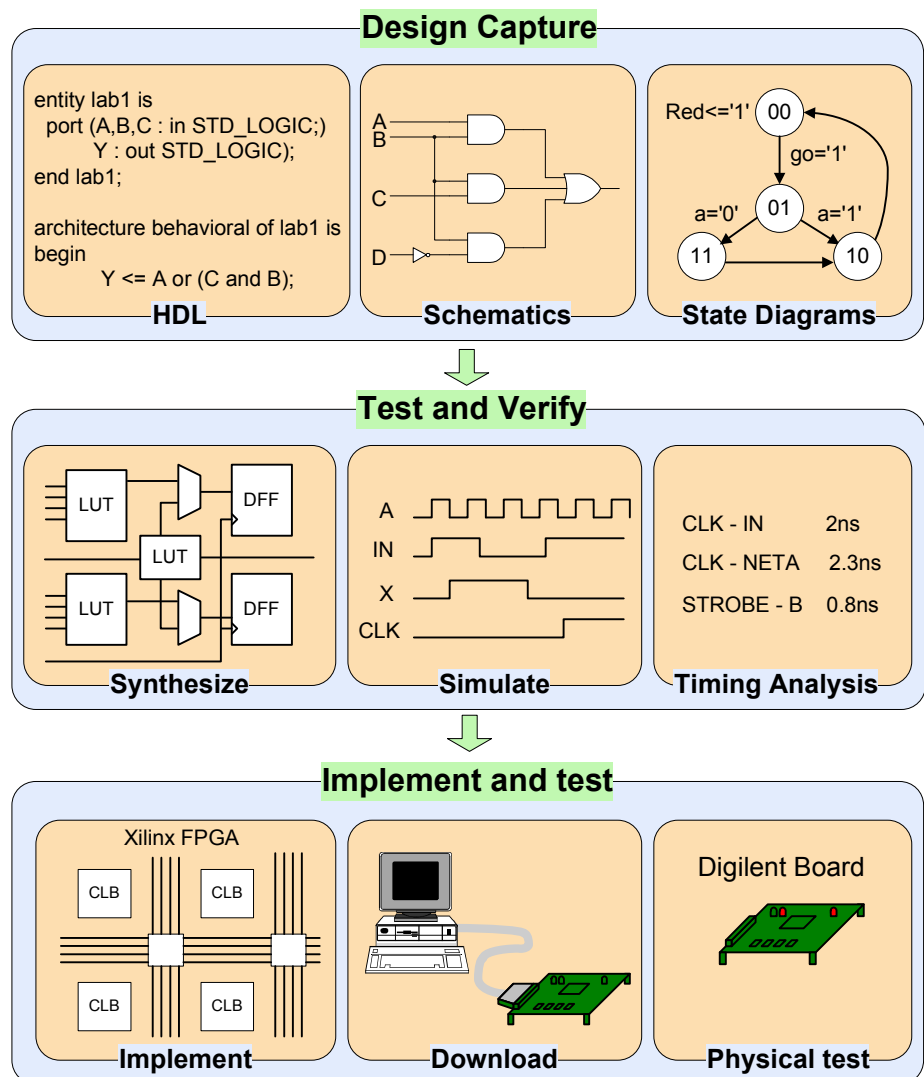 Design Capture
entity lab1 is
port (A,B,C : in STD_LOGIC;)
Y : out STD_LOGIC);
end lab1;
architecture behavioral of lab1 is
begin
Y <= A or (C and B);
HDL
A
B
C
D
Schematics
Red<='1'
00
go='1'
01
a='0'
a='1'
11
10
State Diagrams
Test and Verify
LUT
DFF
LUT
LUT
DFF
Synthesize
A
IN
X
CLK
Simulate
CLK - IN 2ns
CLK - NETA 2.3ns
STROBE - B 0.8ns
Timing Analysis
Implement and test
Xilinx FPGA
CLB
CLB
CLB
CLB
Implement
Download
Digilent Board
Physical test